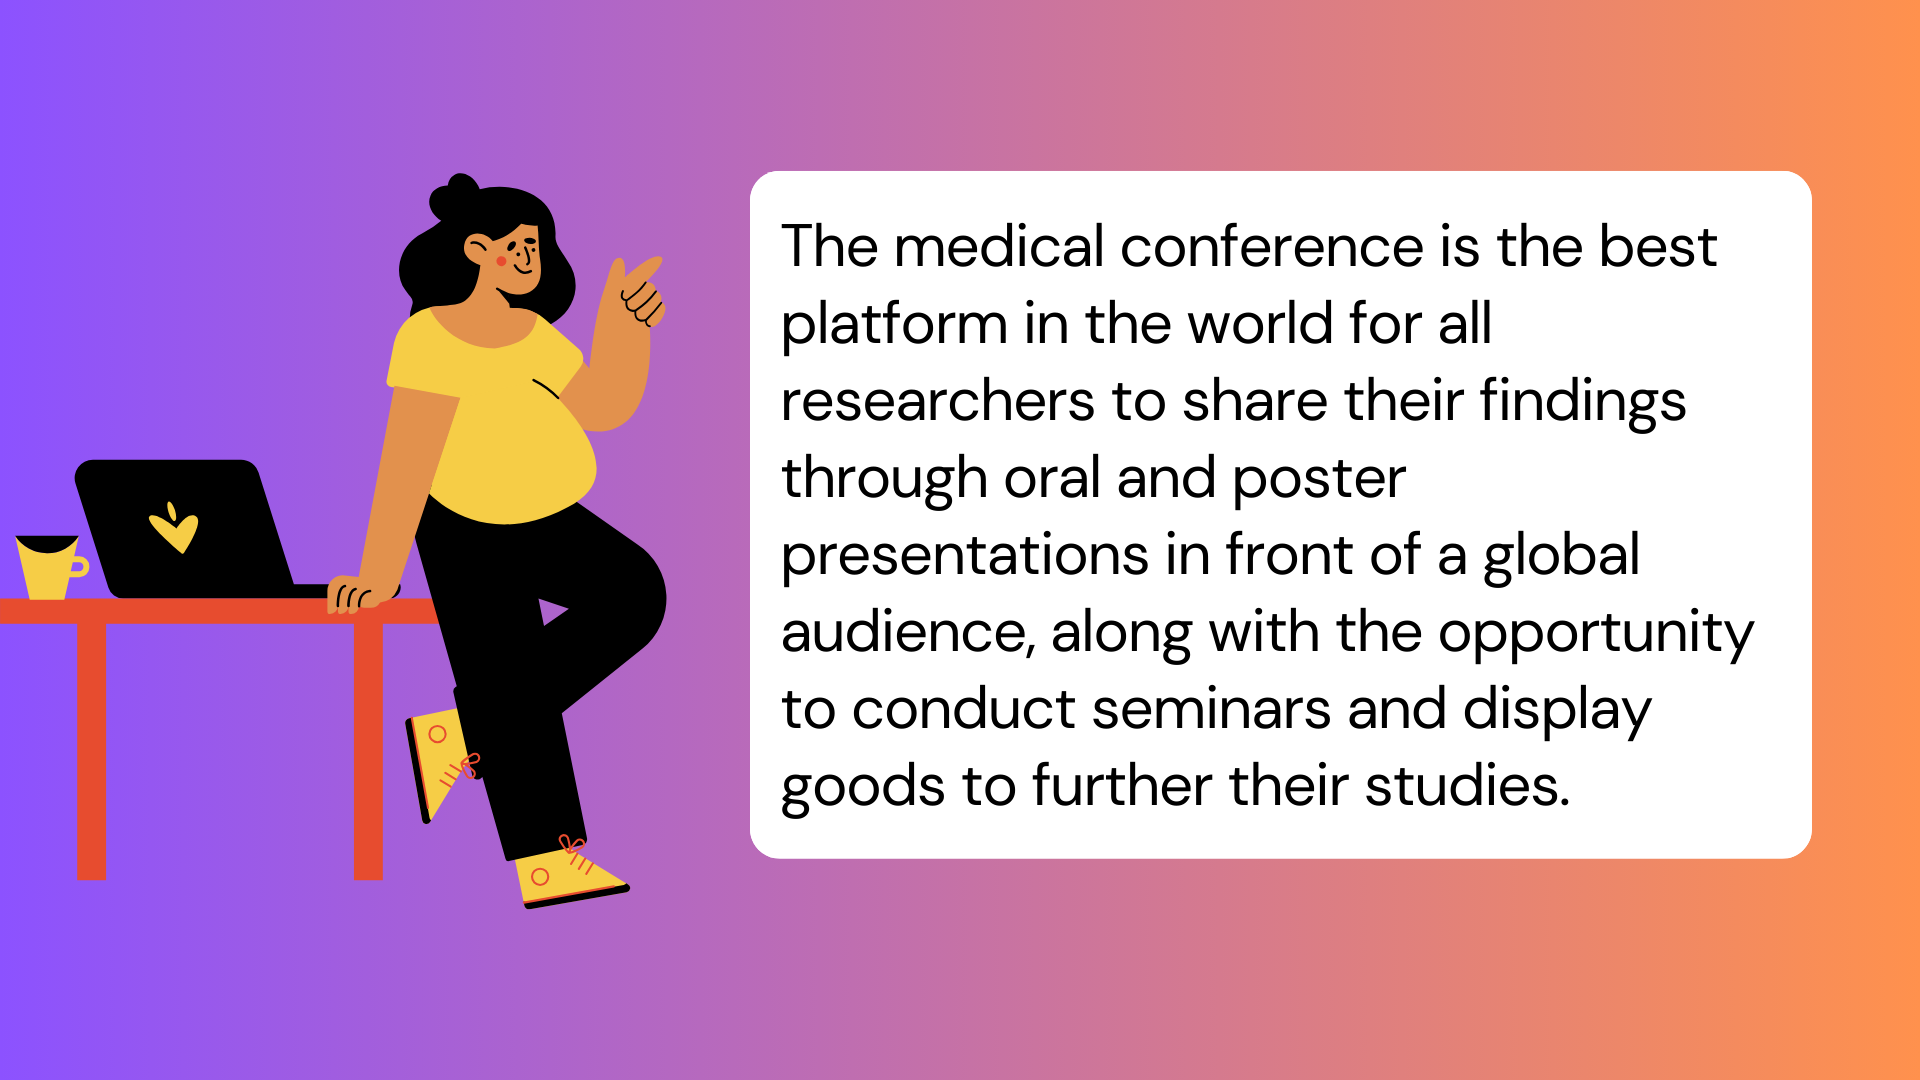 The medical conference is the best
platform in the world for all
researchers to share their findings
through oral and poster
presentations in front of a global
audience, along with the opportunity
to conduct seminars and display
goods to further their studies.